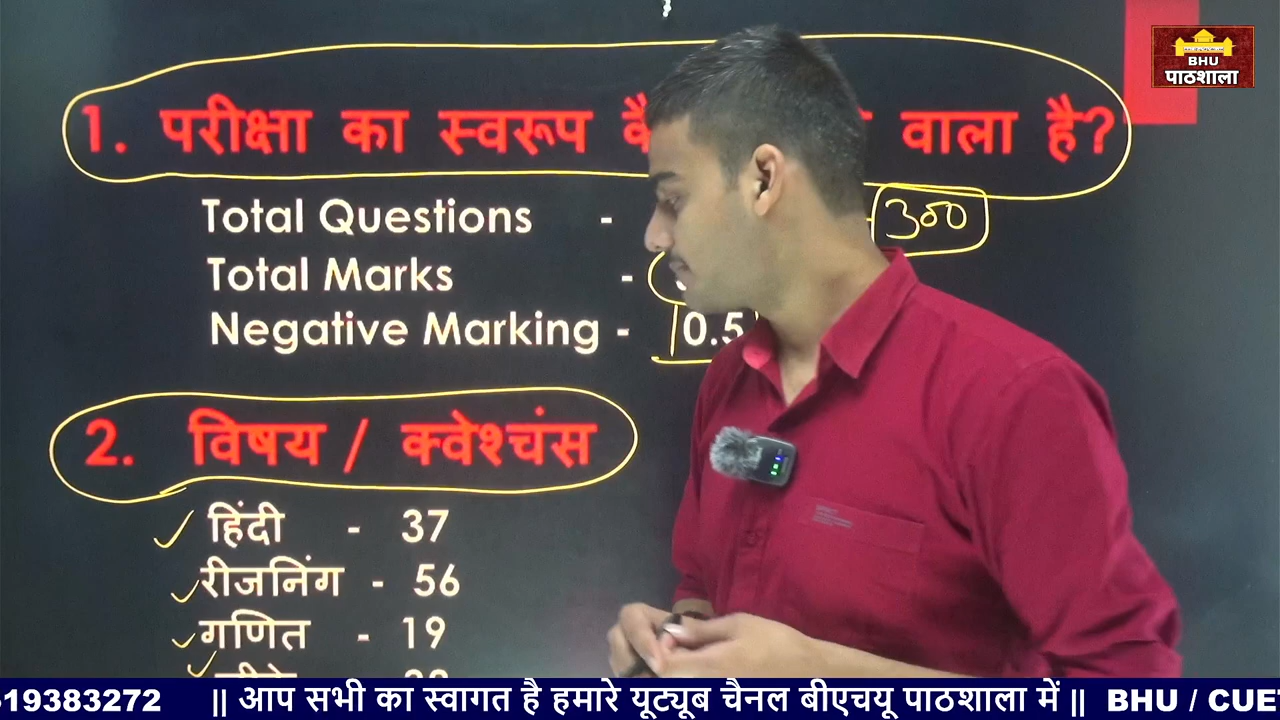 BHU
पाठशाला
1. परीक्षा का स्वरूप वाला है?
Total Questions - 300
Total Marks -
Negative Marking - 0.5
2. विषय / क्वेश्चंस
हिंदी - 37
रीजनिंग - 56
गणित - 19
19383272 || आप सभी का स्वागत है हमारे यूट्यूब चैनल बीएचयू पाठशाला में || BHU / CUE